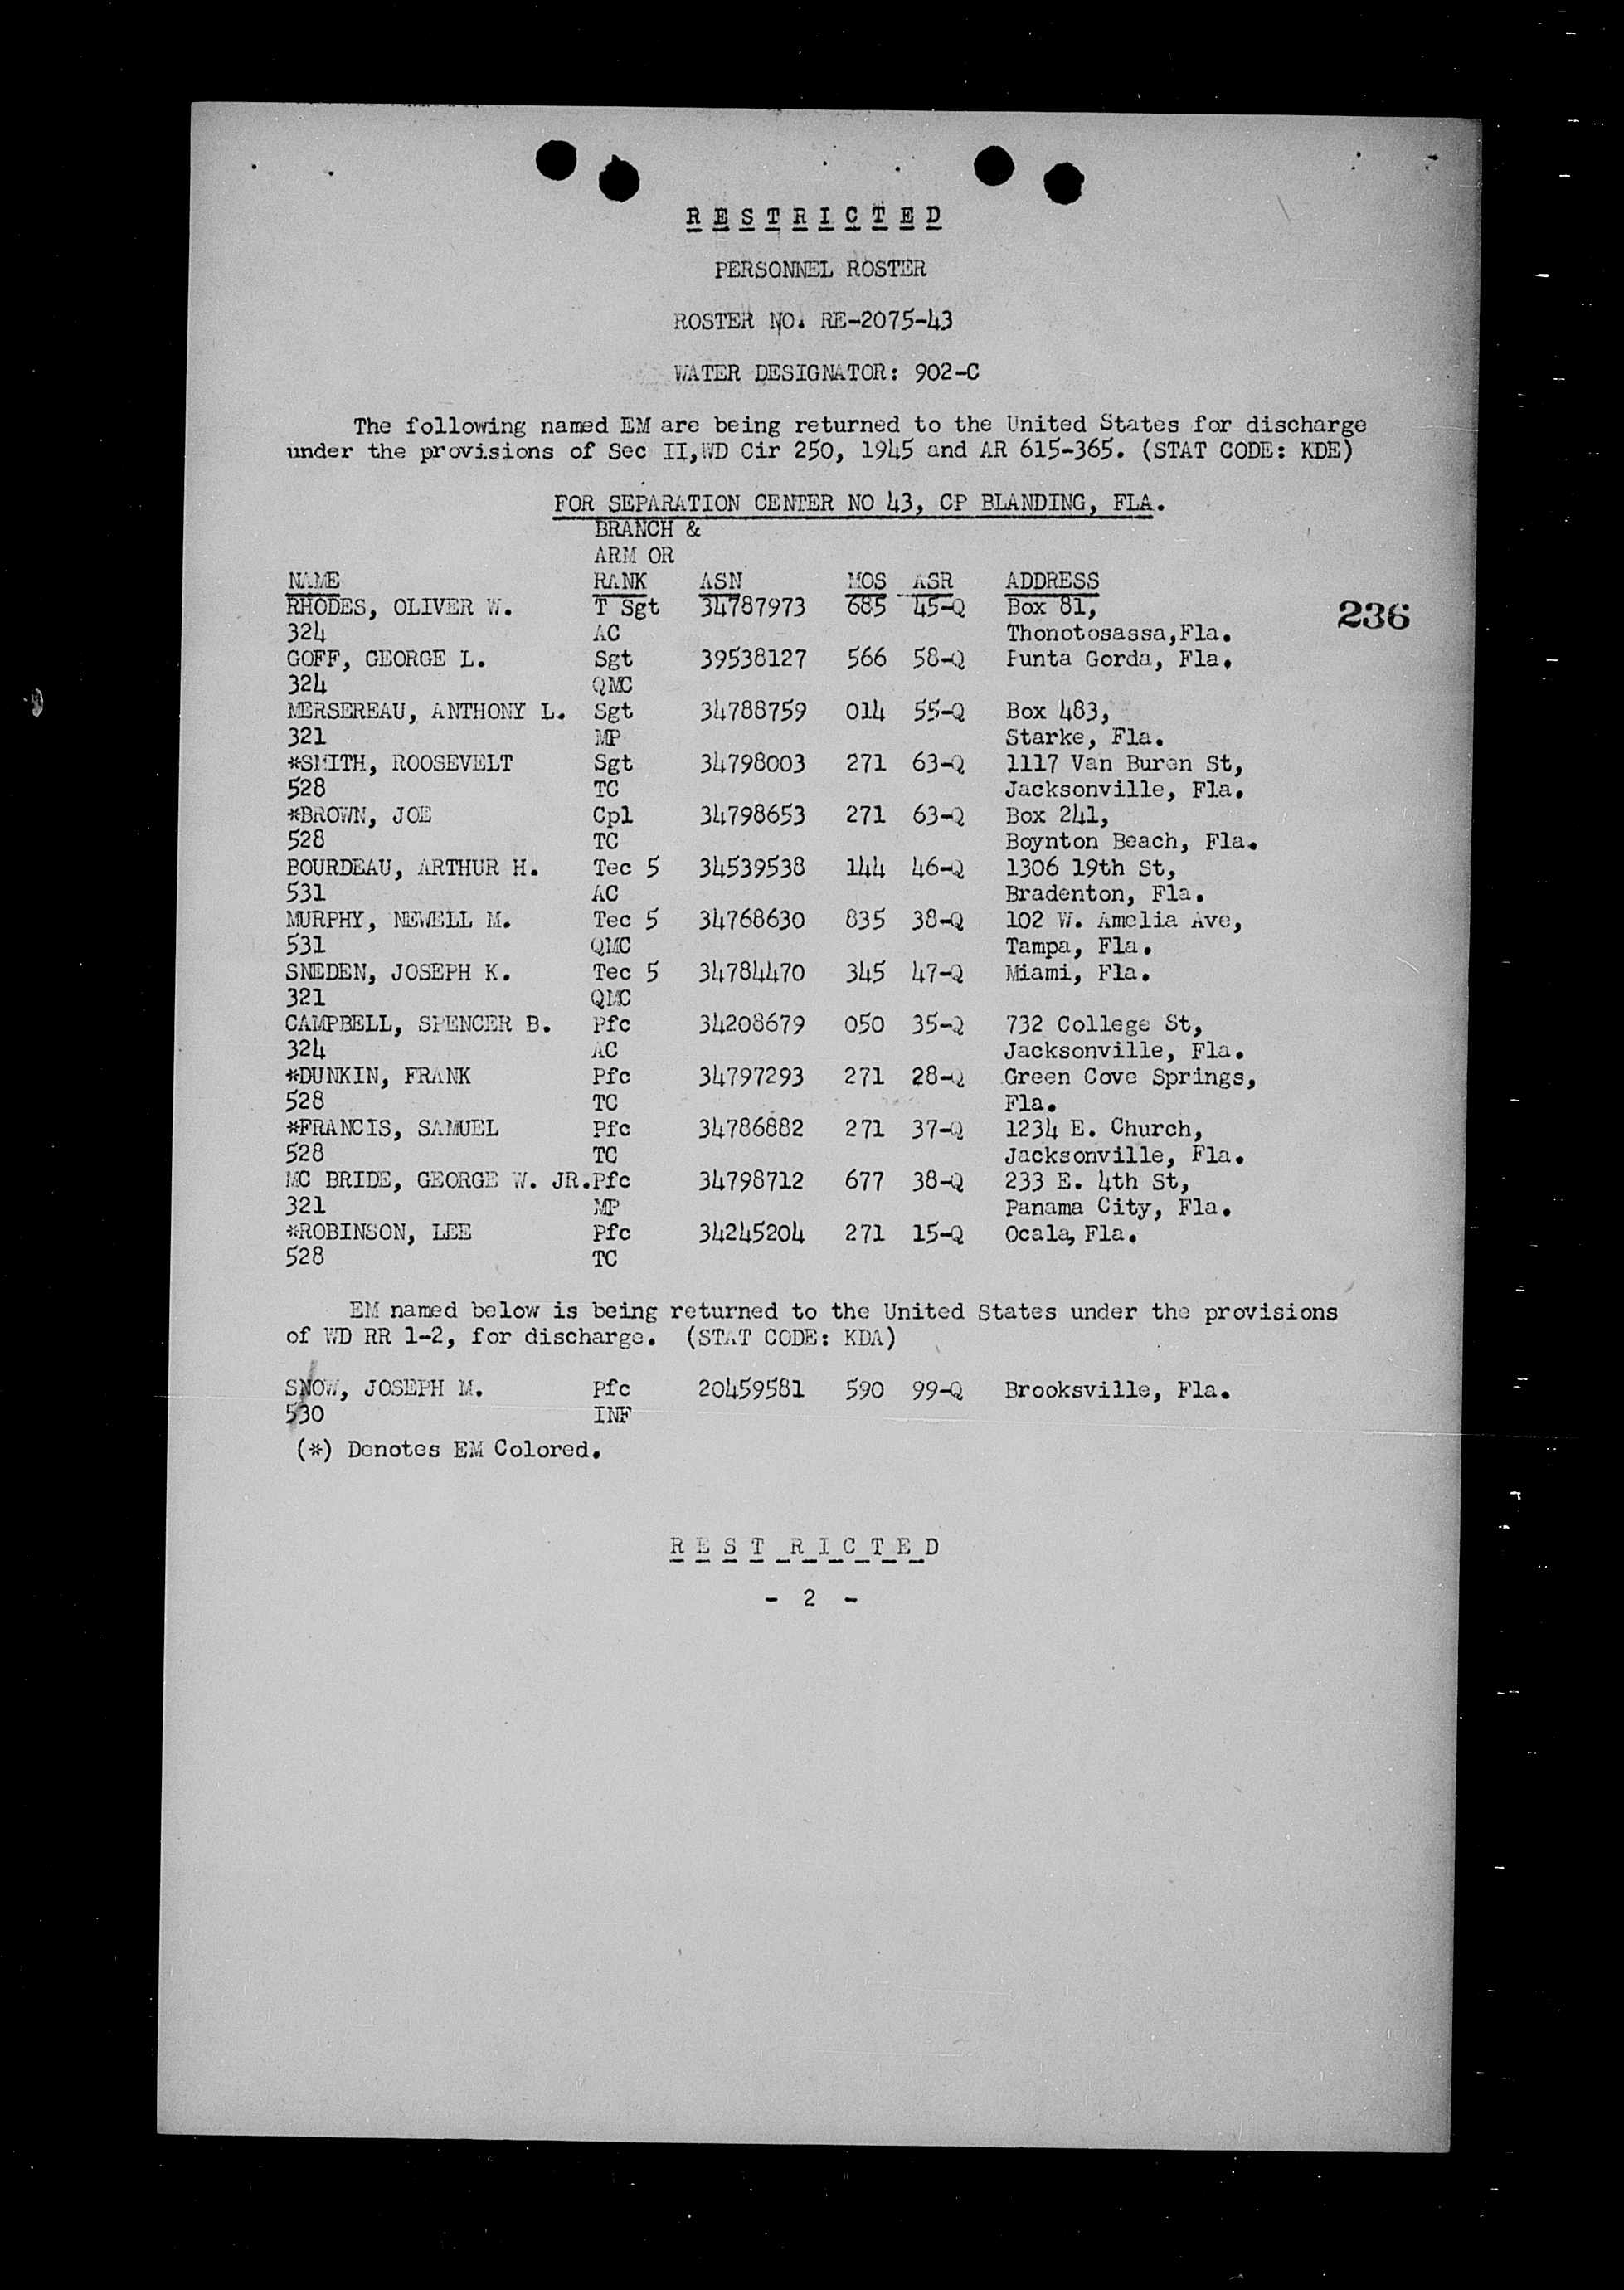 R E S T R I C T E D
PERSONNEL ROSTER
ROSTER NO. RE-2075-43
WATER DESIGNATOR: 902-C
The following named EM are being returned to the United States for discharge
under the provisions of Sec II,WD Cir 250, 1945 and AR 615-365. (STAT CODE: KDE)
FOR SEPARATION CENTER NO 43, CP BLANDING, FLA.
BRANCH &
ARM OR
NAME RANK ASN MOS ASR ADDRESS
RHODES, OLIVER W. T Sgt 34787973 685 45-Q Box 81,
236
324 AC Thonotosassa,Fla.
GOFF, GEORGE L. Sgt 39538127 566 58-Q Punta Gorda, Fla.
324 QMC
MERSEREAU, ANTHONY L. Sgt 34788759 014 55-Q Box 483,
321 MP Starke, Fla.
*SMITH, ROOSEVELT Sgt 34798003 271 63-Q 1117 Van Buren St,
528 TC Jacksonville, Fla.
*BROWN, JOE Cpl 34798653 271 63-Q Box 241,
528 TC Boynton Beach, Fla.
BOURDEAU, ARTHUR H. Tec 5 34539538 144 46-Q 1306 19th St,
531 AC Bradenton, Fla.
MURPHY, NEWELL M. Tec 5 34768630 835 38-Q 102 W. Amelia Ave,
531 QMC Tampa, Fla.
SNEDEN, JOSEPH K. Tec 5 34784470 345 47-Q Miami, Fla.
321 QMC
CAMPBELL, SPENCER B. Pfc 34208679 050 35-Q 732 College St,
324 AC Jacksonville, Fla.
*DUNKIN, FRANK Pfc 34797293 271 28-Q Green Cove Springs,
528 TC Fla.
*FRANCIS, SAMUEL Pfc 34786882 271 37-Q 1234 E. Church,
528 TC Jacksonville, Fla.
MC BRIDE, GEORGE W. JR.Pfc 34798712 677 38-Q 233 E. 4th St,
321 MP Panama City, Fla.
*ROBINSON, LEE Pfc 34245204 271 15-Q Ocala, Fla.
528 TC
EM named below is being returned to the United States under the provisions
of WD RR 1-2, for discharge. (STAT CODE: KDA)
SNOW, JOSEPH M. Pfc 20459581 590 99-Q Brooksville, Fla.
530 INF
(*) Denotes EM Colored.
R E S T R I C T E D
- 2 -